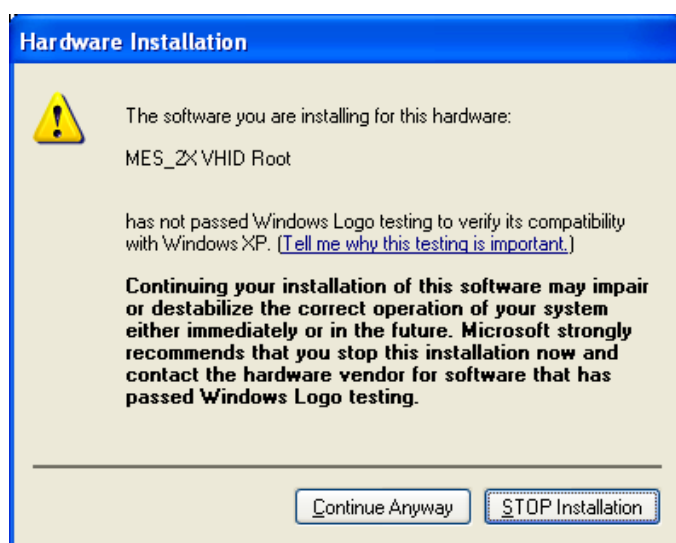 Hardware Installation
The software you are installing for this hardware:
MES_2X VHID Root
has not passed Windows Logo testing to verify its compatibility
with Windows XP. (Tell me why this testing is important.)
Continuing your installation of this software may impair
or destabilize the correct operation of your system
either immediately or in the future. Microsoft strongly
recommends that you stop this installation now and
contact the hardware vendor for software that has
passed Windows Logo testing.
Continue Anyway
STOP Installation